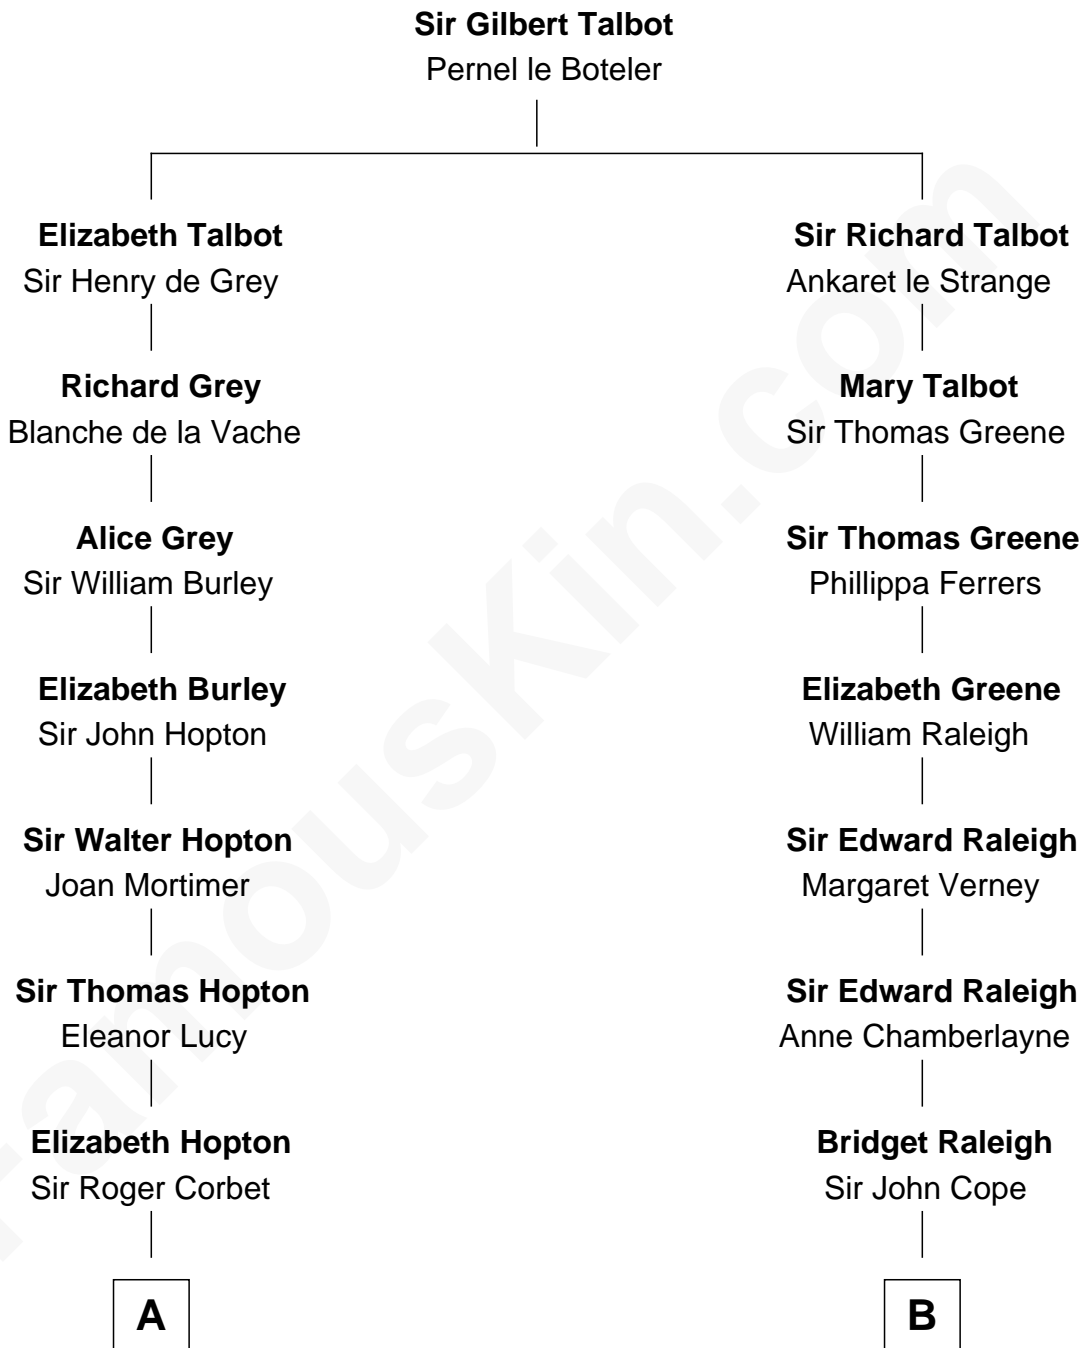 Sir Gilbert Talbot
Pernel le Boteler
Elizabeth Talbot
Sir Henry de Grey
Sir Richard Talbot
Ankaret le Strange
Richard Grey
Blanche de la Vache
Mary Talbot
Sir Thomas Greene
Alice Grey
Sir William Burley
Sir Thomas Greene
Phillippa Ferrers
Elizabeth Burley
Sir John Hopton
Elizabeth Greene
William Raleigh
Sir Walter Hopton
Joan Mortimer
Sir Edward Raleigh
Margaret Verney
Sir Thomas Hopton
Eleanor Lucy
Sir Edward Raleigh
Anne Chamberlayne
Elizabeth Hopton
Sir Roger Corbet
Bridget Raleigh
Sir John Cope
A
B
FamousKin.com